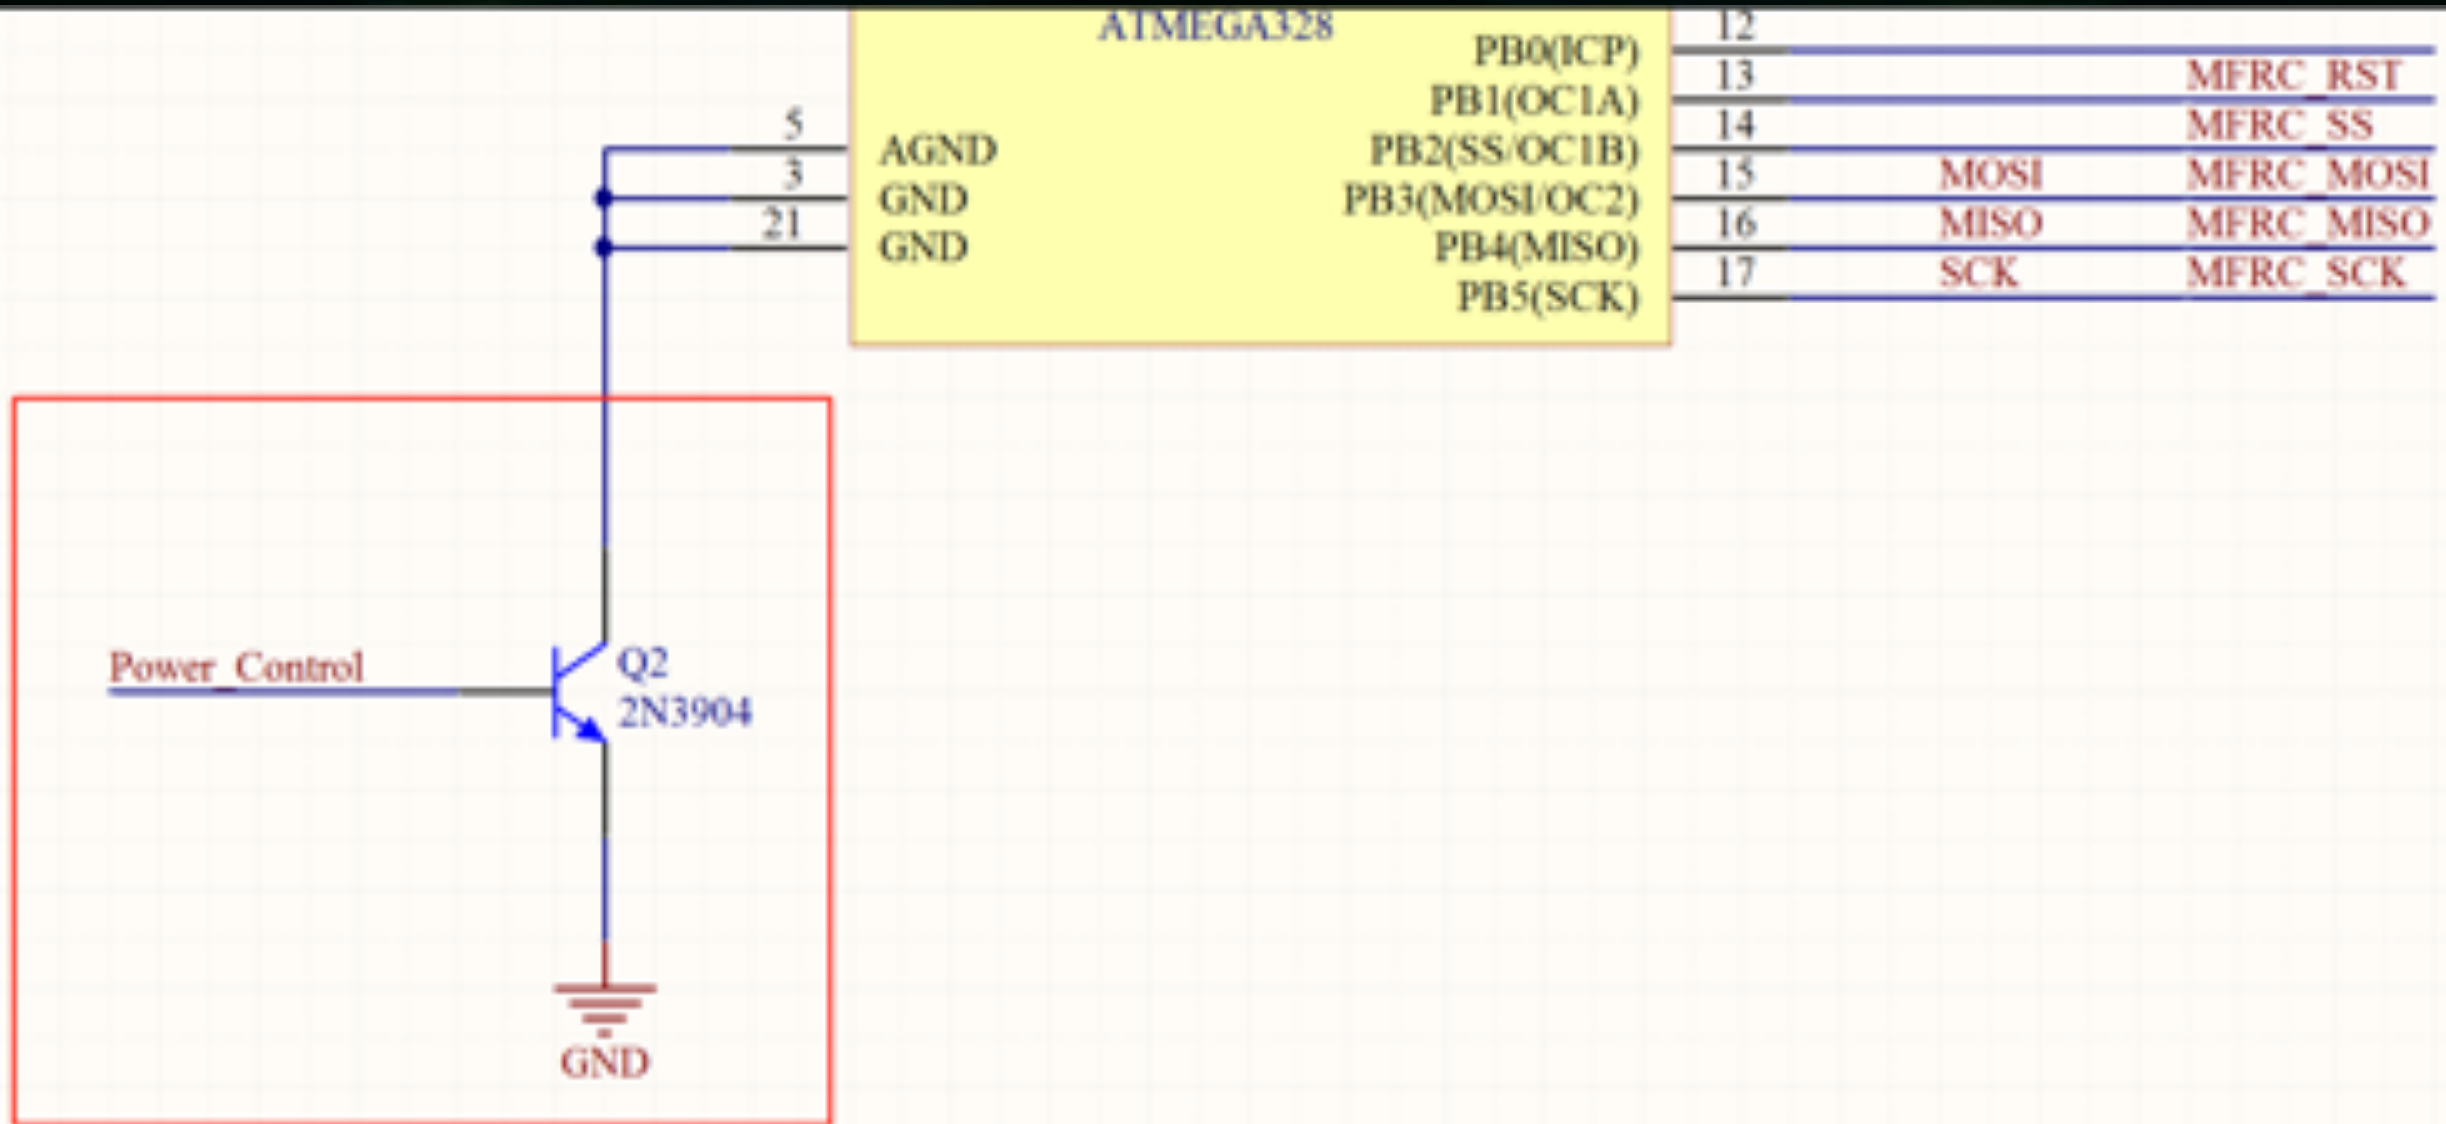 ATMEGA328
PB0(ICP) 12
PB1(OC1A) 13 MFRC_RST
5 AGND PB2(SS/OC1B) 14 MFRC_SS
3 GND PB3(MOSI/OC2) 15 MOSI MFRC_MOSI
21 GND PB4(MISO) 16 MISO MFRC_MISO
PB5(SCK) 17 SCK MFRC_SCK
Power_Control Q2
2N3904
GND